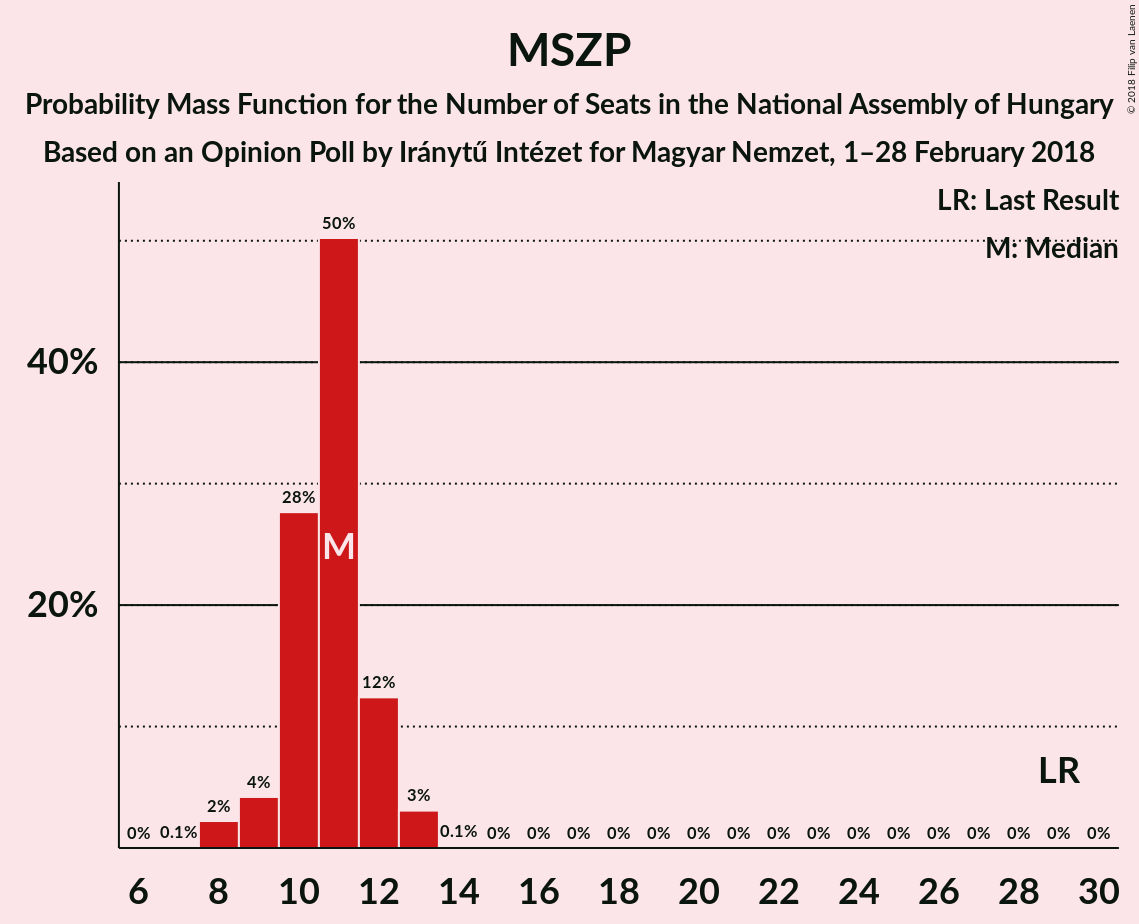 MSZP
Probability Mass Function for the Number of Seats in the National Assembly of Hungary
Based on an Opinion Poll by Iránytű Intézet for Magyar Nemzet, 1–28 February 2018
© 2018 Filip van Laenen
LR: Last Result
M: Median
50%
40%
28%
M
20%
12%
LR
4%
3%
2%
0% 0.1% 0.1% 0% 0% 0% 0% 0% 0% 0% 0% 0% 0% 0% 0% 0% 0% 0%
6 8 10 12 14 16 18 20 22 24 26 28 30